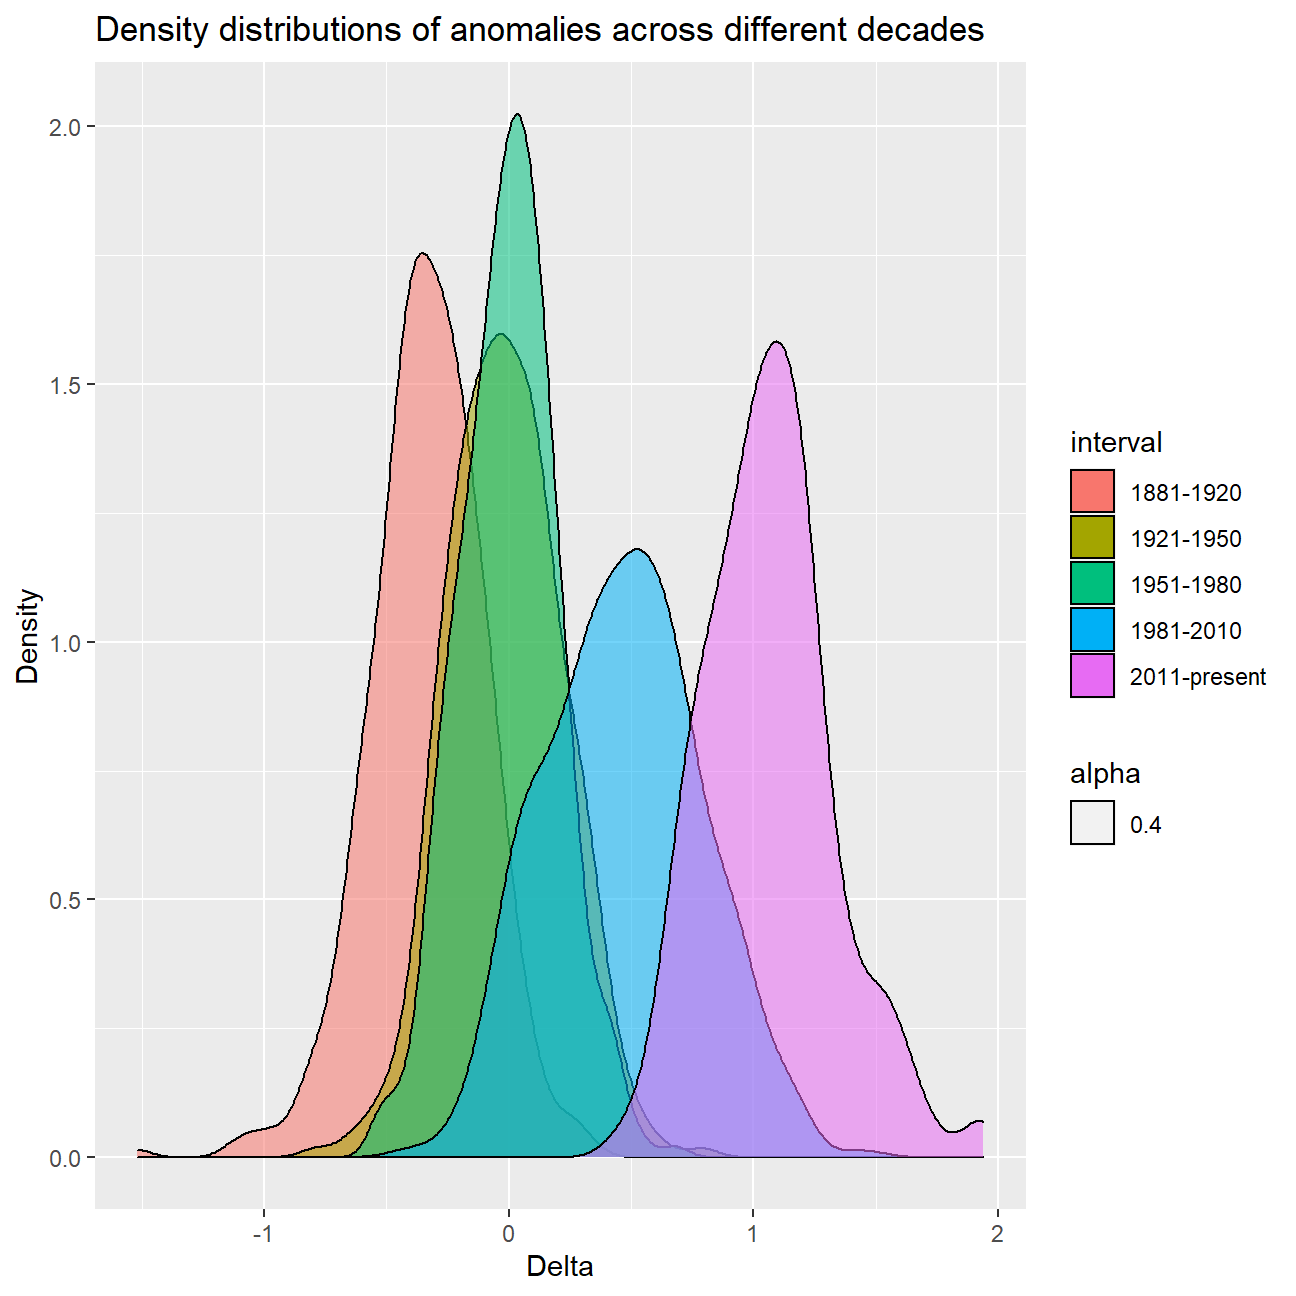 Density distributions of anomalies across different decades
2.0
1.5
1.0
0.5
0.0
Density
-1
0
1
2
Delta
interval
1881-1920
1921-1950
1951-1980
1981-2010
2011-present
alpha
0.4